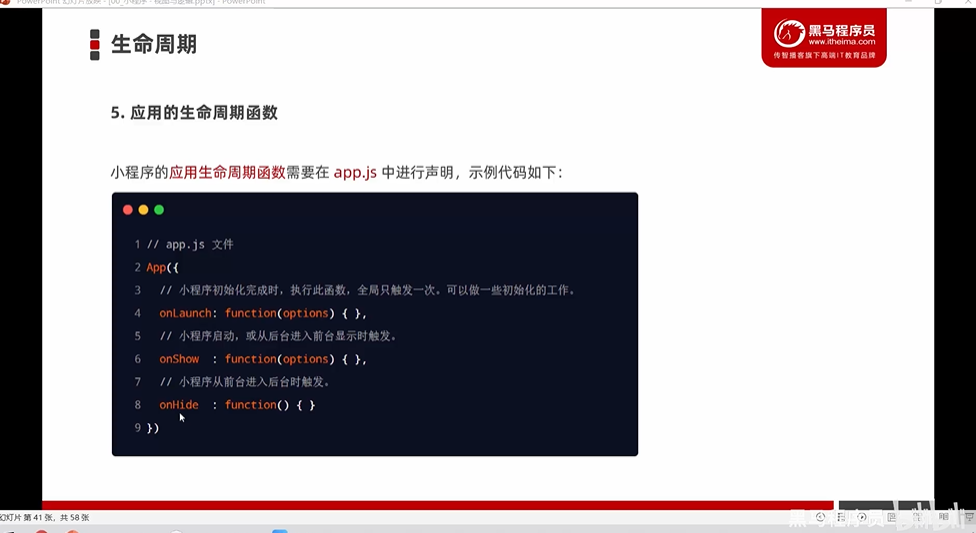 PowerPoint 幻灯片放映 - [00_小程序 - 视图与逻辑.pptx] - PowerPoint
生命周期
黑马程序员
www.itheima.com
传智播客旗下高端IT教育品牌
5. 应用的生命周期函数
小程序的应用生命周期函数需要在 app.js 中进行声明，示例代码如下：
1 // app.js 文件
2 App({
3 // 小程序初始化完成时，执行此函数，全局只触发一次。可以做一些初始化的工作。
4 onLaunch: function(options) { },
5 // 小程序启动，或从后台进入前台显示时触发。
6 onShow : function(options) { },
7 // 小程序从前台进入后台时触发。
8 onHide : function() { }
9 })
幻灯片 第 41 张，共 58 张
黑马程序员